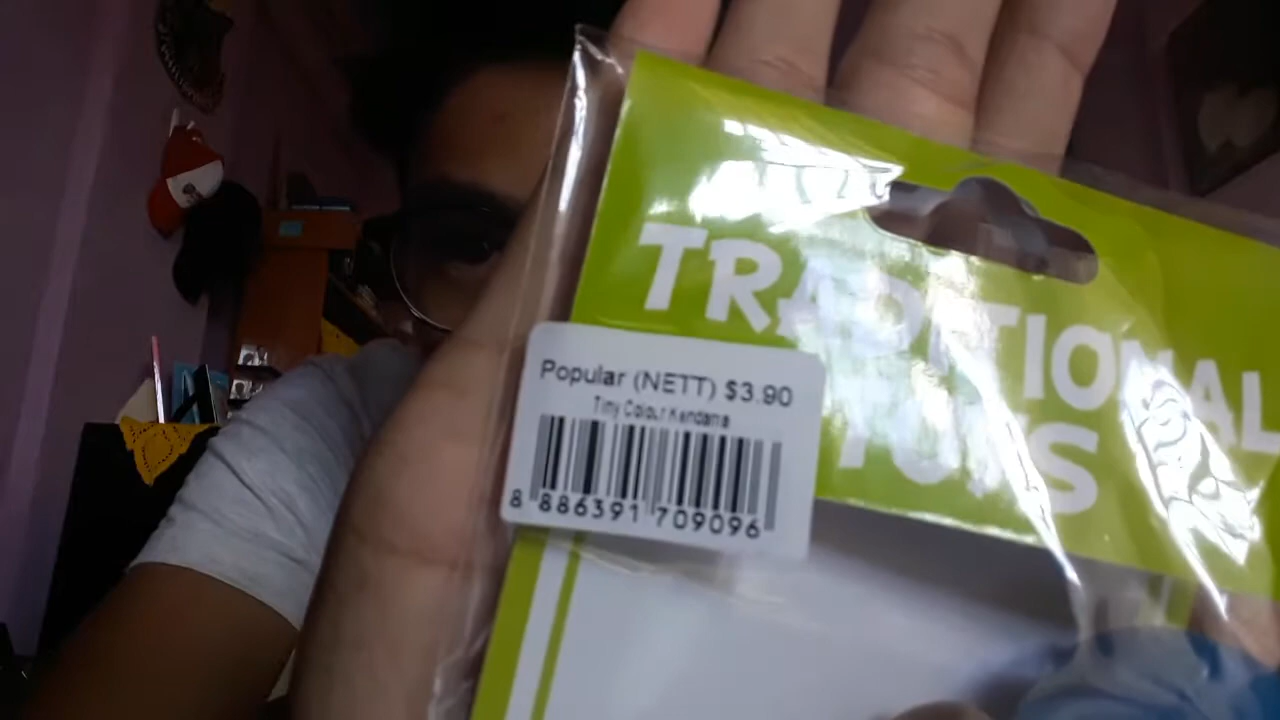 TRADITIONAL
TOYS
Popular (NETT) $3.90
Tiny Colour Kendama
8 886391 709096